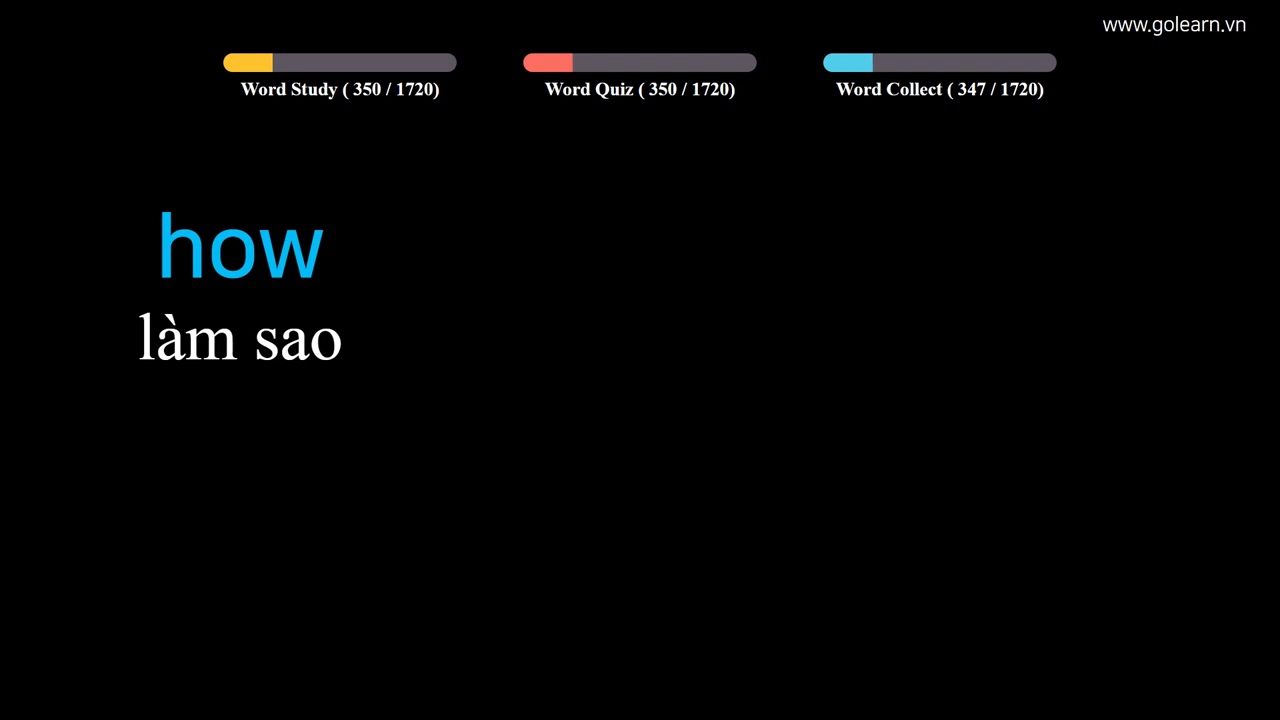 www.golearn.vn
Word Study ( 350 / 1720)
Word Quiz ( 350 / 1720)
Word Collect ( 347 / 1720)
how
làm sao